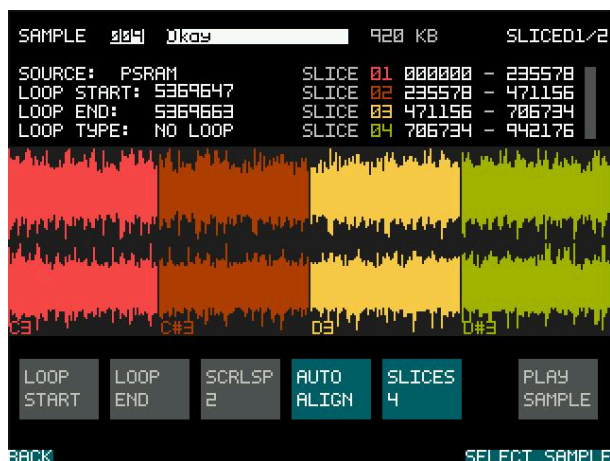 SAMPLE 009 Okay 920 KB SLICED1/2
SOURCE: PSRAM
LOOP START: 5369647
LOOP END: 5369663
LOOP TYPE: NO LOOP
SLICE 01 000000 - 235578
SLICE 02 235578 - 471156
SLICE 03 471156 - 706734
SLICE 04 706734 - 942176
C3 C#3 D3 D#3
LOOP START
LOOP END
SCRLSP 2
AUTO ALIGN
SLICES 4
PLAY SAMPLE
BACK SELECT SAMPLE